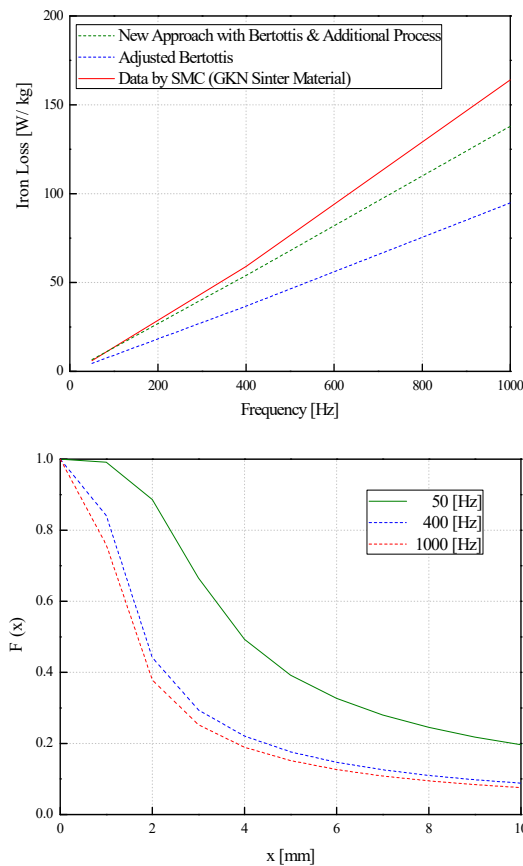 200
New Approach with Bertottis & Additional Process
Adjusted Bertottis
Data by SMC (GKN Sinter Material)
150
100
50
0
Iron Loss [W/ kg]
0 200 400 600 800 1000
Frequency [Hz]
1.0
50 [Hz]
400 [Hz]
1000 [Hz]
0.8
0.6
0.4
0.2
0.0
F (x)
0 2 4 6 8 10
x [mm]